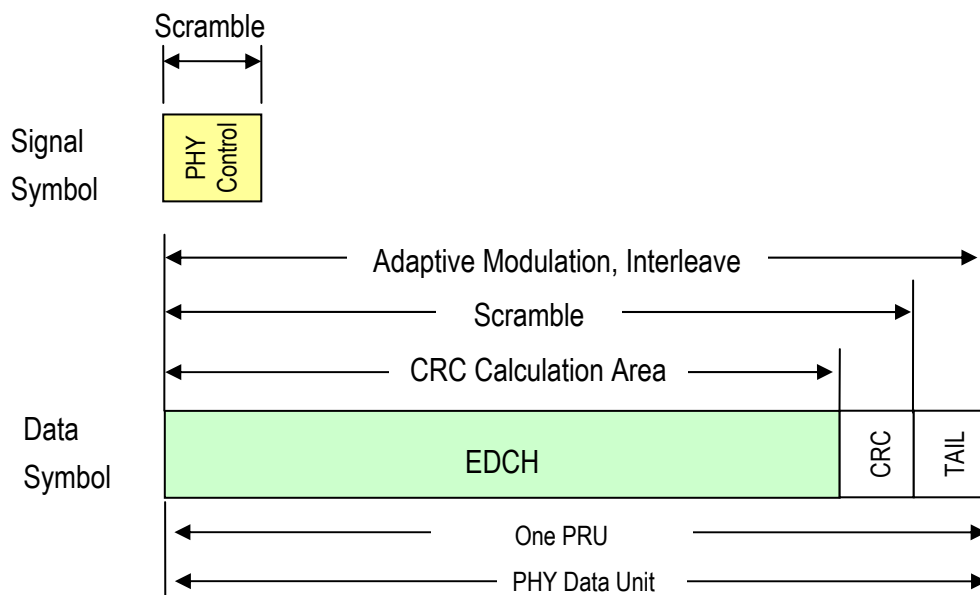 Scramble
Signal
Symbol
PHY
Control
Adaptive Modulation, Interleave
Scramble
CRC Calculation Area
Data
Symbol
EDCH
CRC
TAIL
One PRU
PHY Data Unit